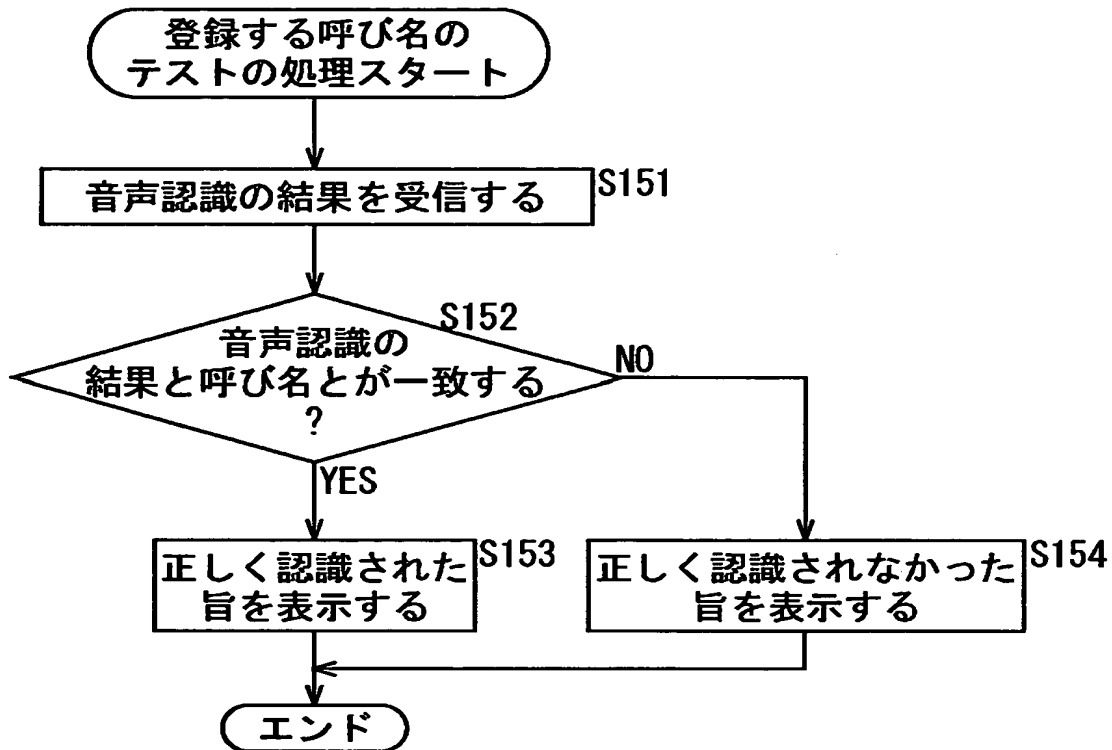 登録する呼び名の
テストの処理スタート
音声認識の結果を受信する
S151
S152
音声認識の
結果と呼び名とが一致する
?
NO
YES
正しく認識された
旨を表示する
S153
正しく認識されなかった
旨を表示する
S154
エンド